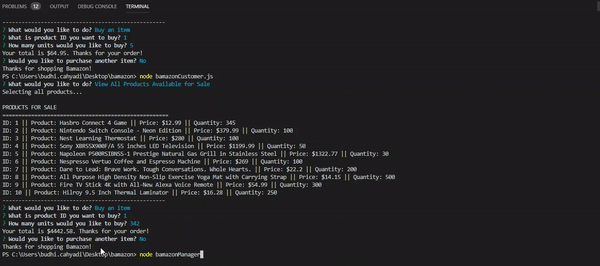 PROBLEMS 12 OUTPUT DEBUG CONSOLE TERMINAL
--------------------------------------------------
? What would you like to do? Buy an item
? What is product ID you want to buy? 1
? How many units would you like to buy? 5
Your total is $64.95. Thanks for your order!
? Would you like to purchase another item? No
Thanks for shopping Bamazon!
PS C:\Users\budhi.cahyadi\Desktop\bamazon> node bamazonCustomer.js
? What would you like to do? View All Products Available for Sale
Selecting all products...
PRODUCTS FOR SALE
==================================================
ID: 1 || Product: Hasbro Connect 4 Game || Price: $12.99 || Quantity: 345
ID: 2 || Product: Nintendo Switch Console - Neon Edition || Price: $379.99 || Quantity: 100
ID: 3 || Product: Nest Learning Thermostat || Price: $280 || Quantity: 100
ID: 4 || Product: Sony XBR55X900F/A 55 inches LED Television || Price: $1199.99 || Quantity: 50
ID: 5 || Product: Napoleon P500RSIBNSS-1 Prestige Natural Gas Grill in Stainless Steel || Price: $1322.77 || Quantity: 30
ID: 6 || Product: Nespresso Vertuo Coffee and Espresso Machine || Price: $269 || Quantity: 100
ID: 7 || Product: Dare to Lead: Brave Work. Tough Conversations. Whole Hearts. || Price: $22.2 || Quantity: 200
ID: 8 || Product: All Purpose High Density Non-Slip Exercise Yoga Mat with Carrying Strap || Price: $14.15 || Quantity: 500
ID: 9 || Product: Fire TV Stick 4K with All-New Alexa Voice Remote || Price: $54.99 || Quantity: 300
ID: 10 || Product: Hilroy 9.5 Inch Thermal Laminator || Price: $16.28 || Quantity: 250
--------------------------------------------------
? What would you like to do? Buy an item
? What is product ID you want to buy? 1
? How many units would you like to buy? 342
Your total is $4442.58. Thanks for your order!
? Would you like to purchase another item? No
Thanks for shopping Bamazon!
PS C:\Users\budhi.cahyadi\Desktop\bamazon> node bamazonManager